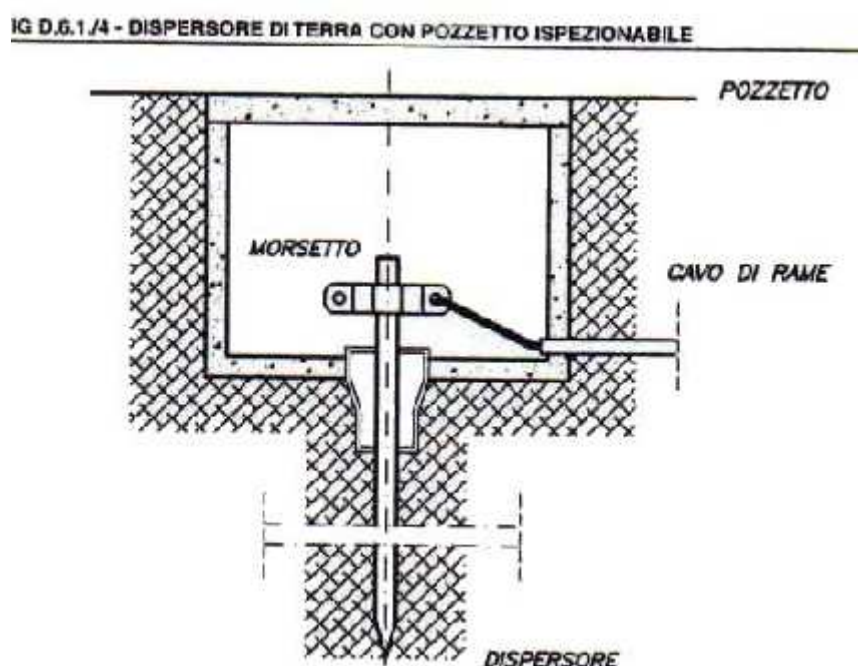 IG D.6.1./4 - DISPERSORE DI TERRA CON POZZETTO ISPEZIONABILE
POZZETTO
MORSETTO
CAVO DI RAME
DISPERSORE